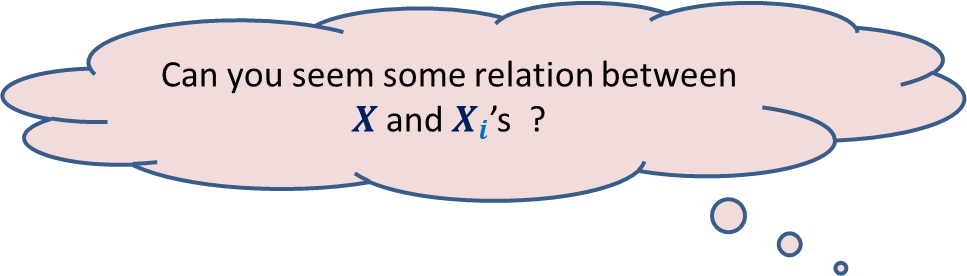 Can you seem some relation between
X and Xᵢ’s ?